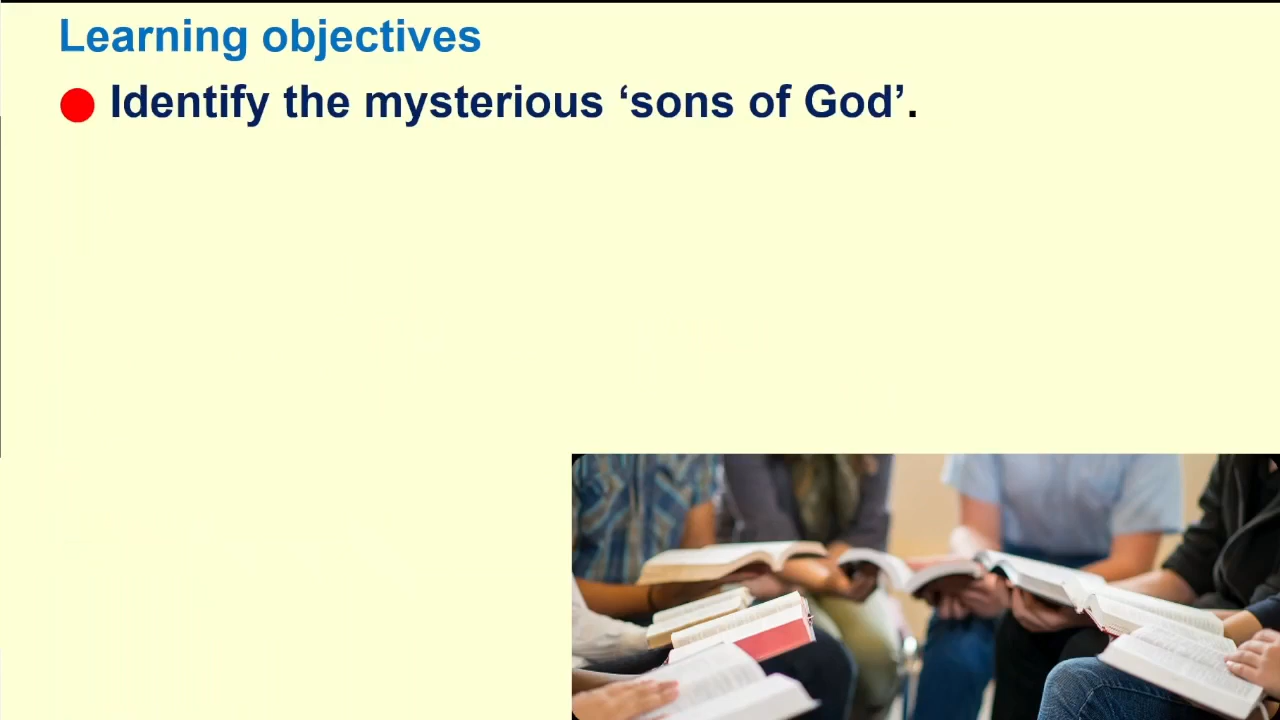 Learning objectives
Identify the mysterious ‘sons of God’.